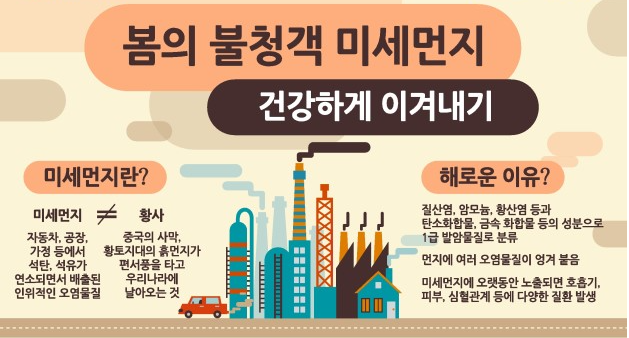 봄의 불청객 미세먼지
건강하게 이겨내기
미세먼지란?
미세먼지 ≠ 황사
자동차, 공장,
가정 등에서
석탄, 석유가
연소되면서 배출된
인위적인 오염물질
중국의 사막,
황토지대의 흙먼지가
편서풍을 타고
우리나라에
날아오는 것
해로운 이유?
질산염, 암모늄, 황산염 등과
탄소화합물, 금속 화합물 등의 성분으로
1급 발암물질로 분류
먼지에 여러 오염물질이 엉겨 붙음
미세먼지에 오랫동안 노출되면 호흡기,
피부, 심혈관계 등에 다양한 질환 발생